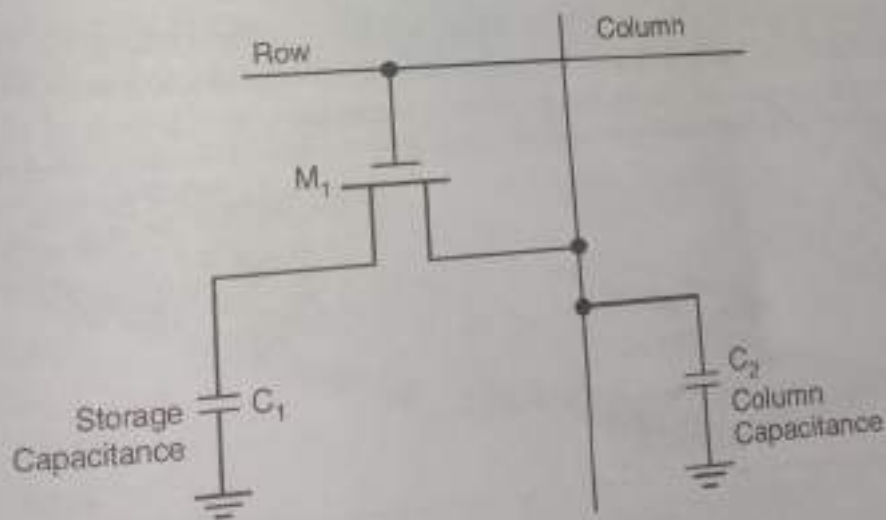 Row
Column
M₁
C₁
Storage
Capacitance
C₂
Column
Capacitance